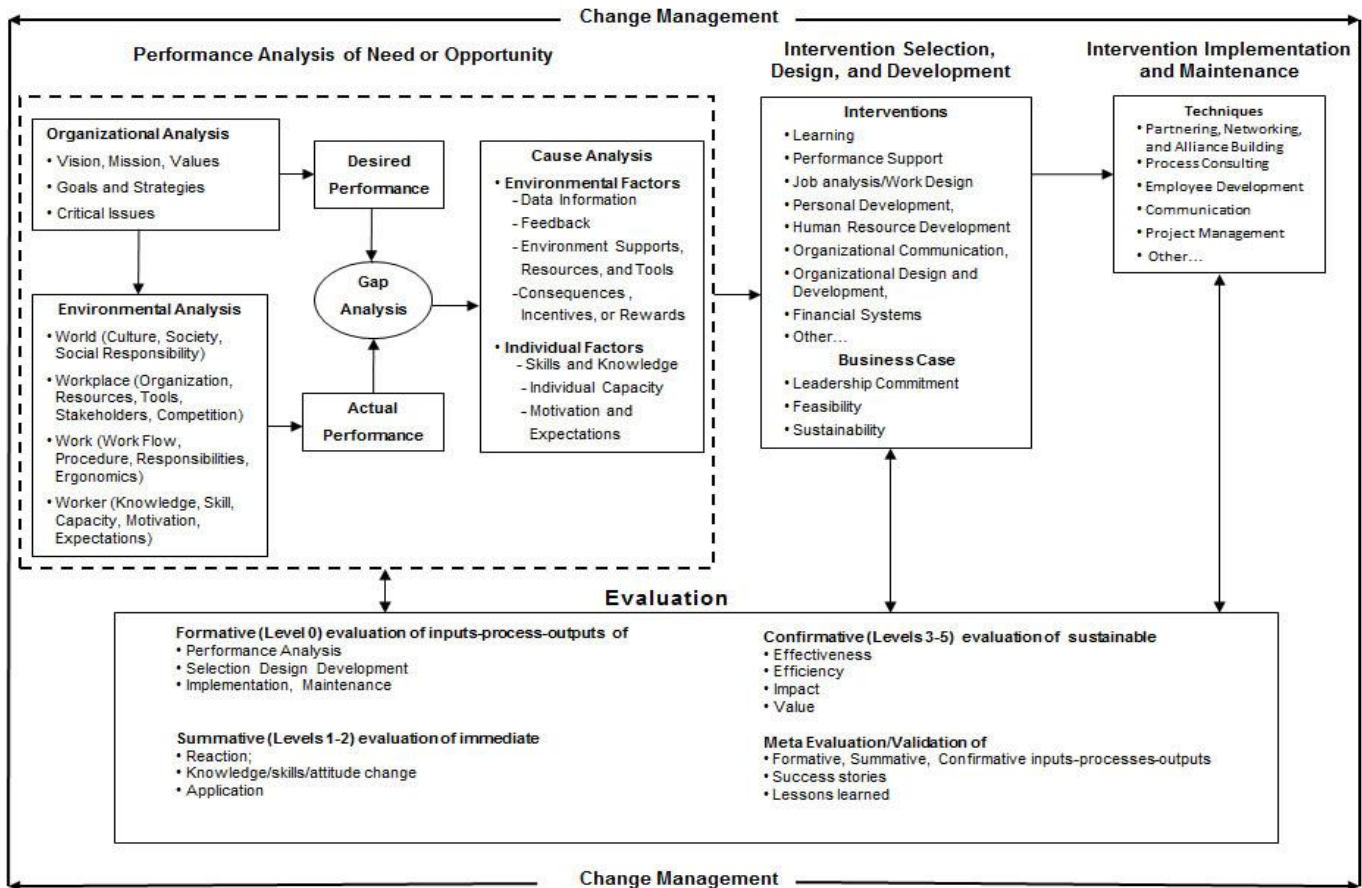 Change Management
Performance Analysis of Need or Opportunity
Organizational Analysis
• Vision, Mission, Values
• Goals and Strategies
• Critical Issues
Environmental Analysis
• World (Culture, Society,
Social Responsibility)
• Workplace (Organization,
Resources, Tools,
Stakeholders, Competition)
• Work (Work Flow,
Procedure, Responsibilities,
Ergonomics)
• Worker (Knowledge, Skill,
Capacity, Motivation,
Expectations)
Desired
Performance
Gap
Analysis
Actual
Performance
Cause Analysis
• Environmental Factors
- Data Information
- Feedback
- Environment Supports,
Resources, and Tools
- Consequences ,
Incentives, or Rewards
• Individual Factors
- Skills and Knowledge
- Individual Capacity
- Motivation and
Expectations
Intervention Selection,
Design, and Development
Interventions
• Learning
• Performance Support
• Job analysis/Work Design
• Personal Development,
• Human Resource Development
• Organizational Communication,
• Organizational Design and
Development,
• Financial Systems
• Other...
Business Case
• Leadership Commitment
• Feasibility
• Sustainability
Intervention Implementation
and Maintenance
Techniques
• Partnering, Networking,
and Alliance Building
• Process Consulting
• Employee Development
• Communication
• Project Management
• Other...
Evaluation
Formative (Level 0) evaluation of inputs-process-outputs of
• Performance Analysis
• Selection Design Development
• Implementation, Maintenance
Summative (Levels 1-2) evaluation of immediate
• Reaction;
• Knowledge/skills/attitude change
• Application
Confirmative (Levels 3-5) evaluation of sustainable
• Effectiveness
• Efficiency
• Impact
• Value
Meta Evaluation/Validation of
• Formative, Summative, Confirmative inputs-processes-outputs
• Success stories
• Lessons learned
Change Management